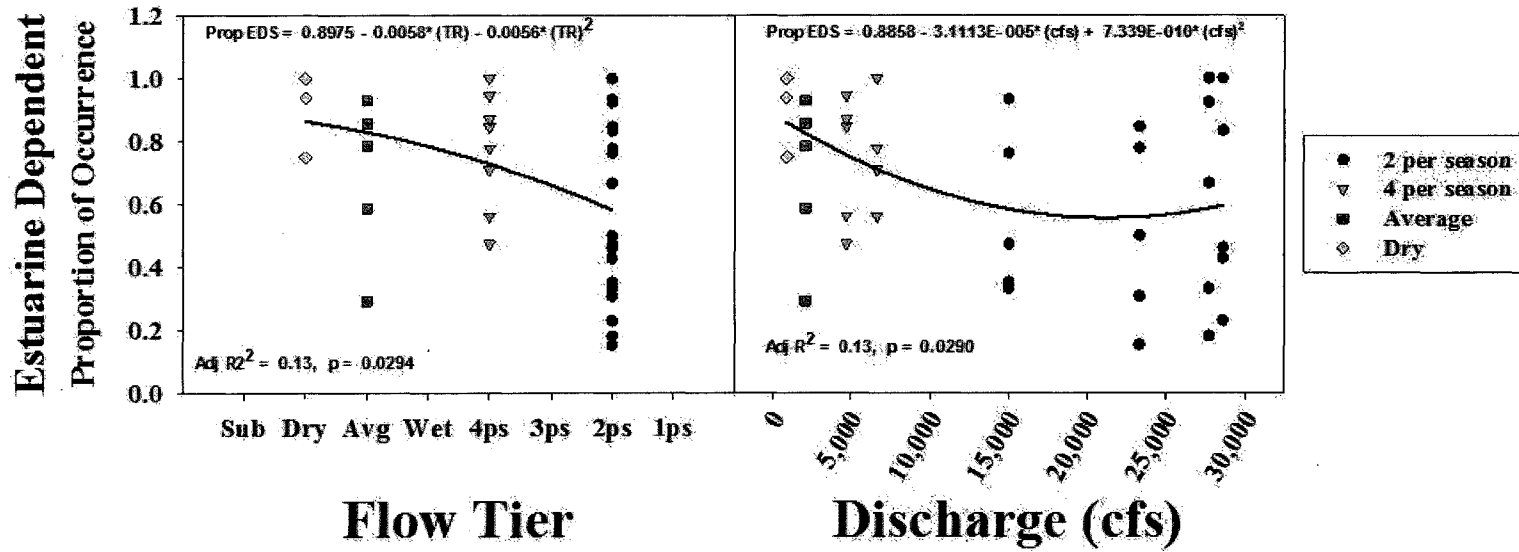 Estuarine Dependent
Proportion of Occurrence
1.2
1.0
0.8
0.6
0.4
0.2
0.0
Prop EDS = 0.8975 - 0.0058* (TR) - 0.0056* (TR)²
Adj R2² = 0.13, p = 0.0294
Sub Dry Avg Wet 4ps 3ps 2ps 1ps
Flow Tier
Prop EDS = 0.8858 - 3.1113E-005* (cfs) + 7.339E-010* (cfs)²
Adj R² = 0.13, p = 0.0290
0 5,000 10,000 15,000 20,000 25,000 30,000
Discharge (cfs)
2 per season
4 per season
Average
Dry